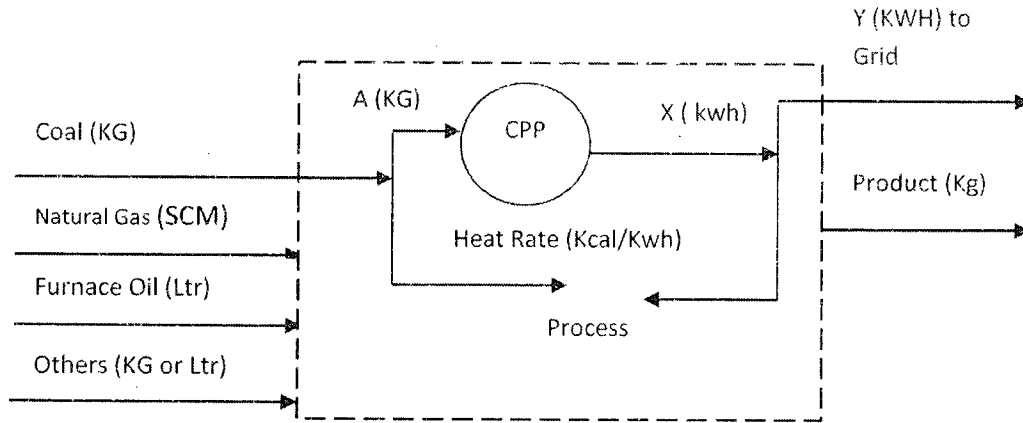 Y (KWH) to
Grid
A (KG)
CPP
X ( kwh)
Coal (KG)
Product (Kg)
Natural Gas (SCM)
Heat Rate (Kcal/Kwh)
Furnace Oil (Ltr)
Process
Others (KG or Ltr)